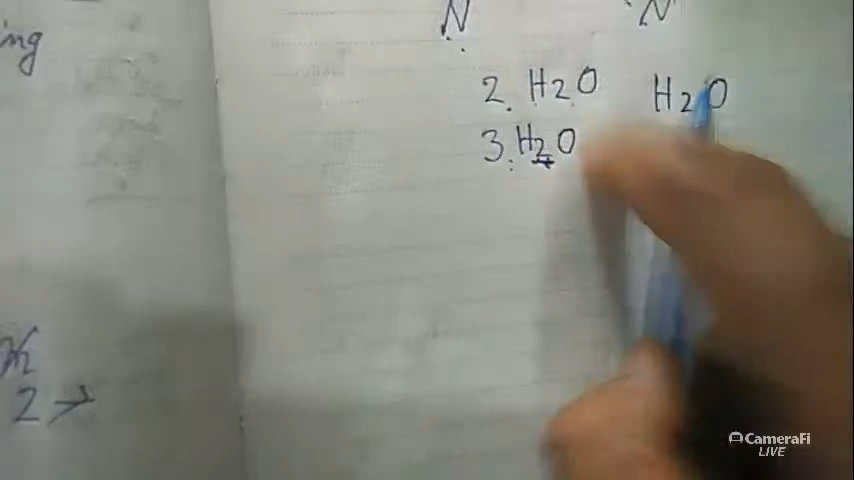 ing
N N
2. H2O H2O
3. H2O
2 >
CameraFi
LIVE